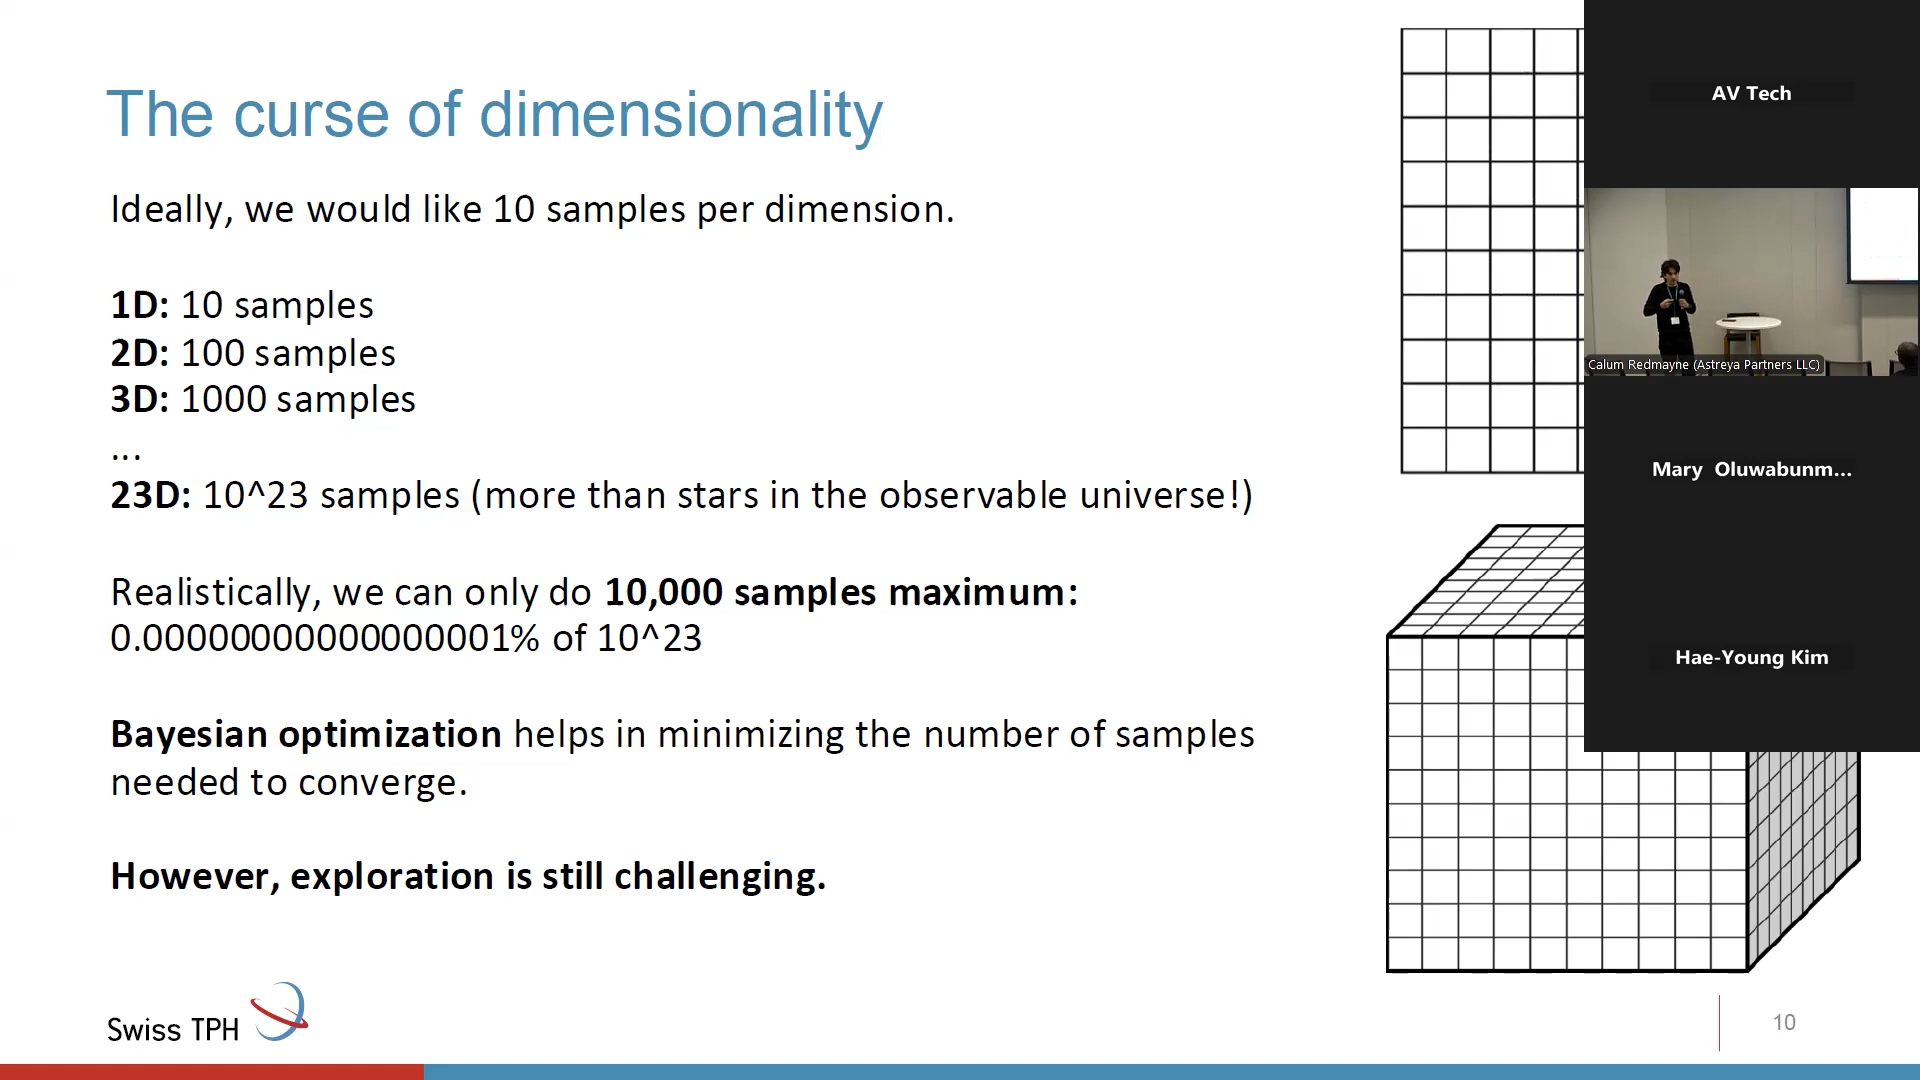 The curse of dimensionality
Ideally, we would like 10 samples per dimension.
1D: 10 samples
2D: 100 samples
3D: 1000 samples
...
23D: 10^23 samples (more than stars in the observable universe!)
Realistically, we can only do 10,000 samples maximum:
0.00000000000000001% of 10^23
Bayesian optimization helps in minimizing the number of samples
needed to converge.
However, exploration is still challenging.
Swiss TPH
10
AV Tech
Calum Redmayne (Astreya Partners LLC)
Mary Oluwabunm...
Hae-Young Kim